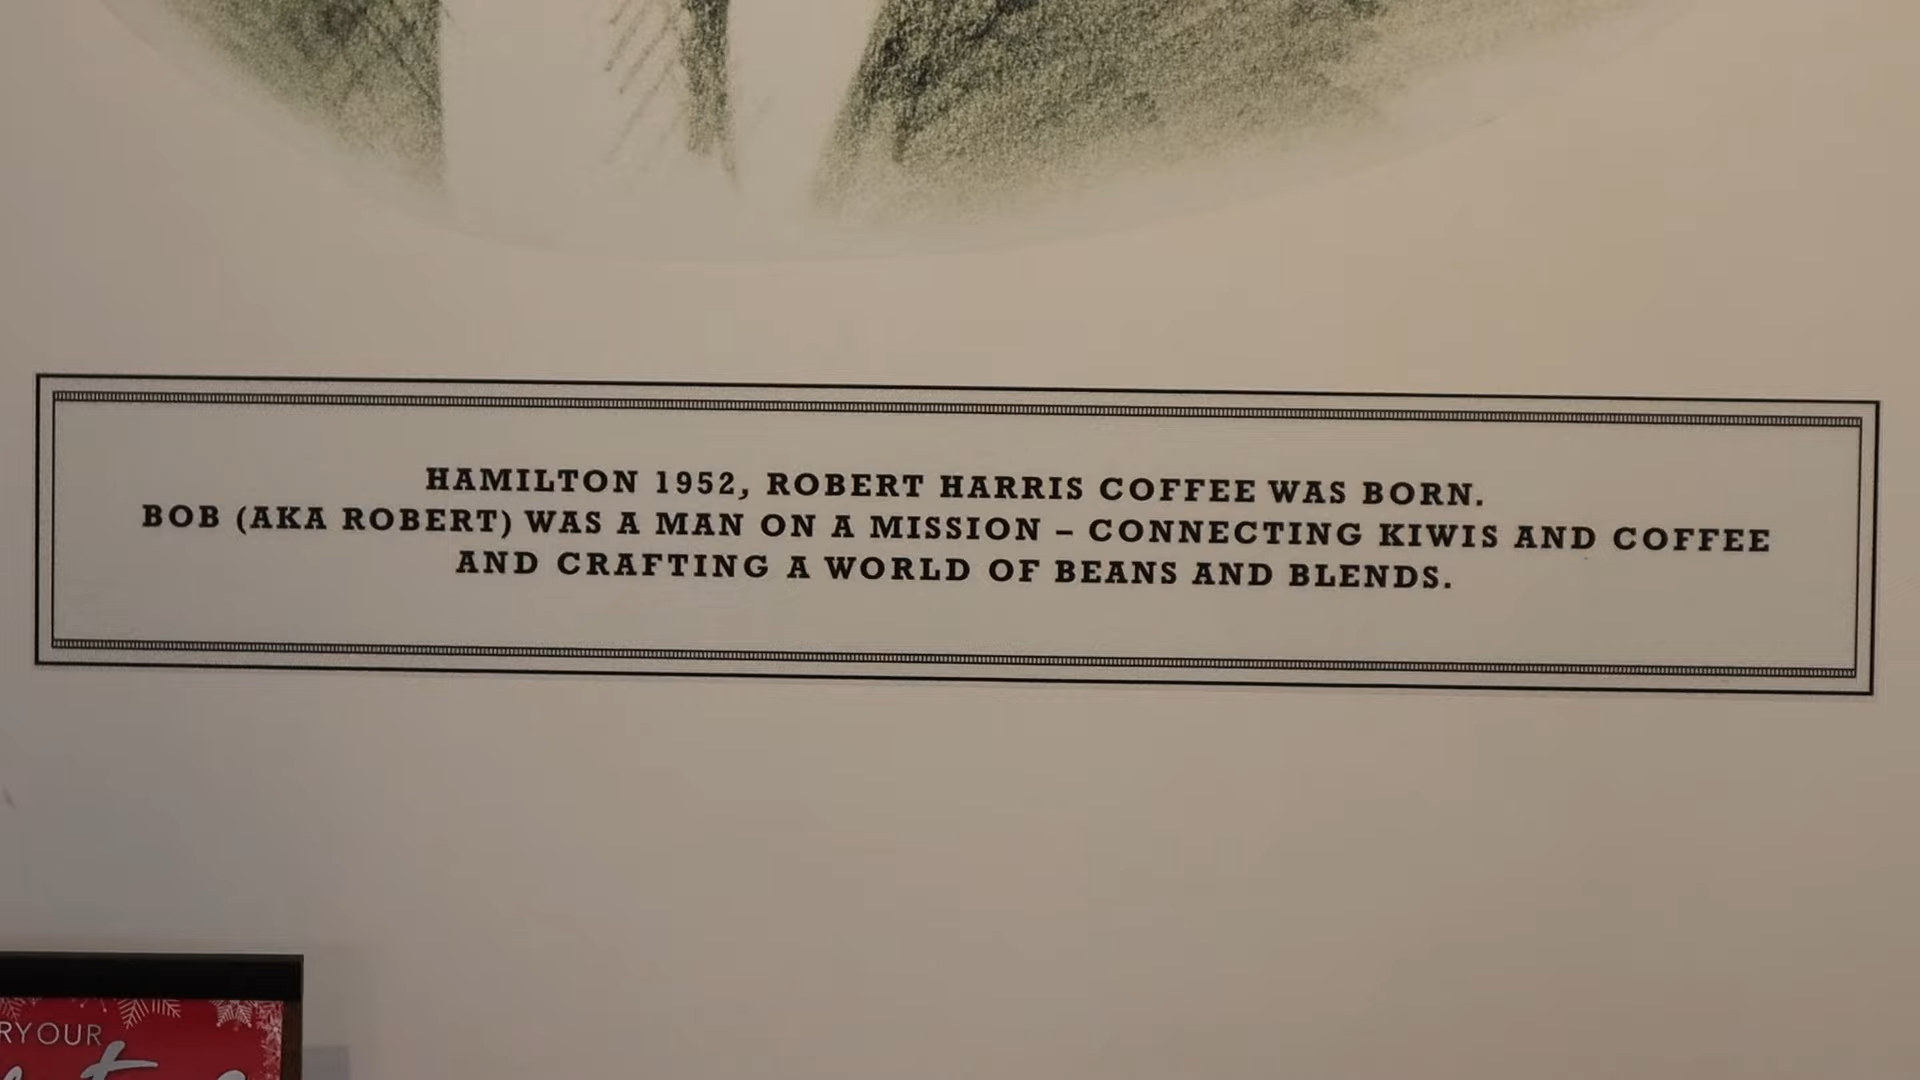 HAMILTON 1952, ROBERT HARRIS COFFEE WAS BORN.
BOB (AKA ROBERT) WAS A MAN ON A MISSION – CONNECTING KIWIS AND COFFEE
AND CRAFTING A WORLD OF BEANS AND BLENDS.
RYOUR